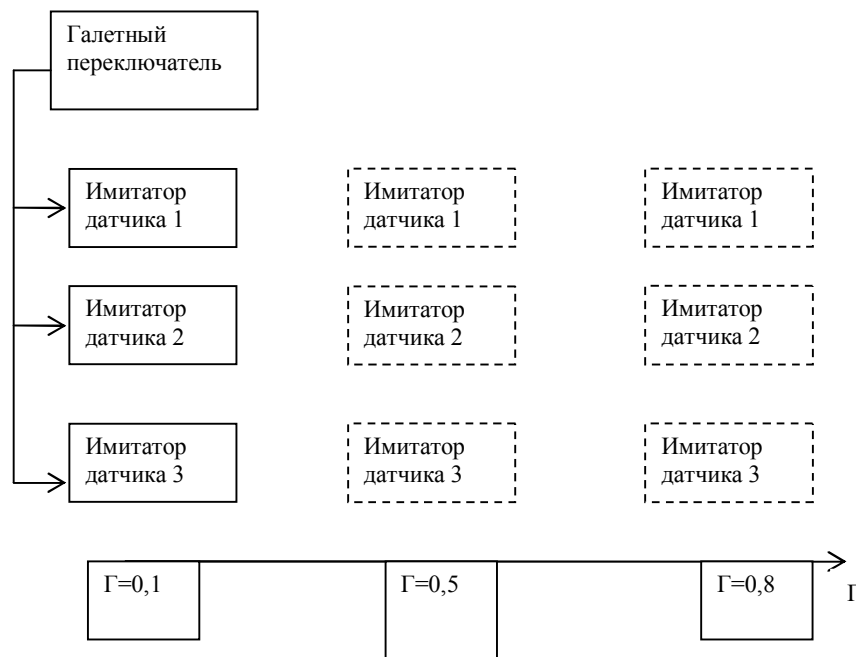 Галетный
переключатель
Имитатор
датчика 1
Имитатор
датчика 1
Имитатор
датчика 1
Имитатор
датчика 2
Имитатор
датчика 2
Имитатор
датчика 2
Имитатор
датчика 3
Имитатор
датчика 3
Имитатор
датчика 3
Г=0,1
Г=0,5
Г=0,8
Г